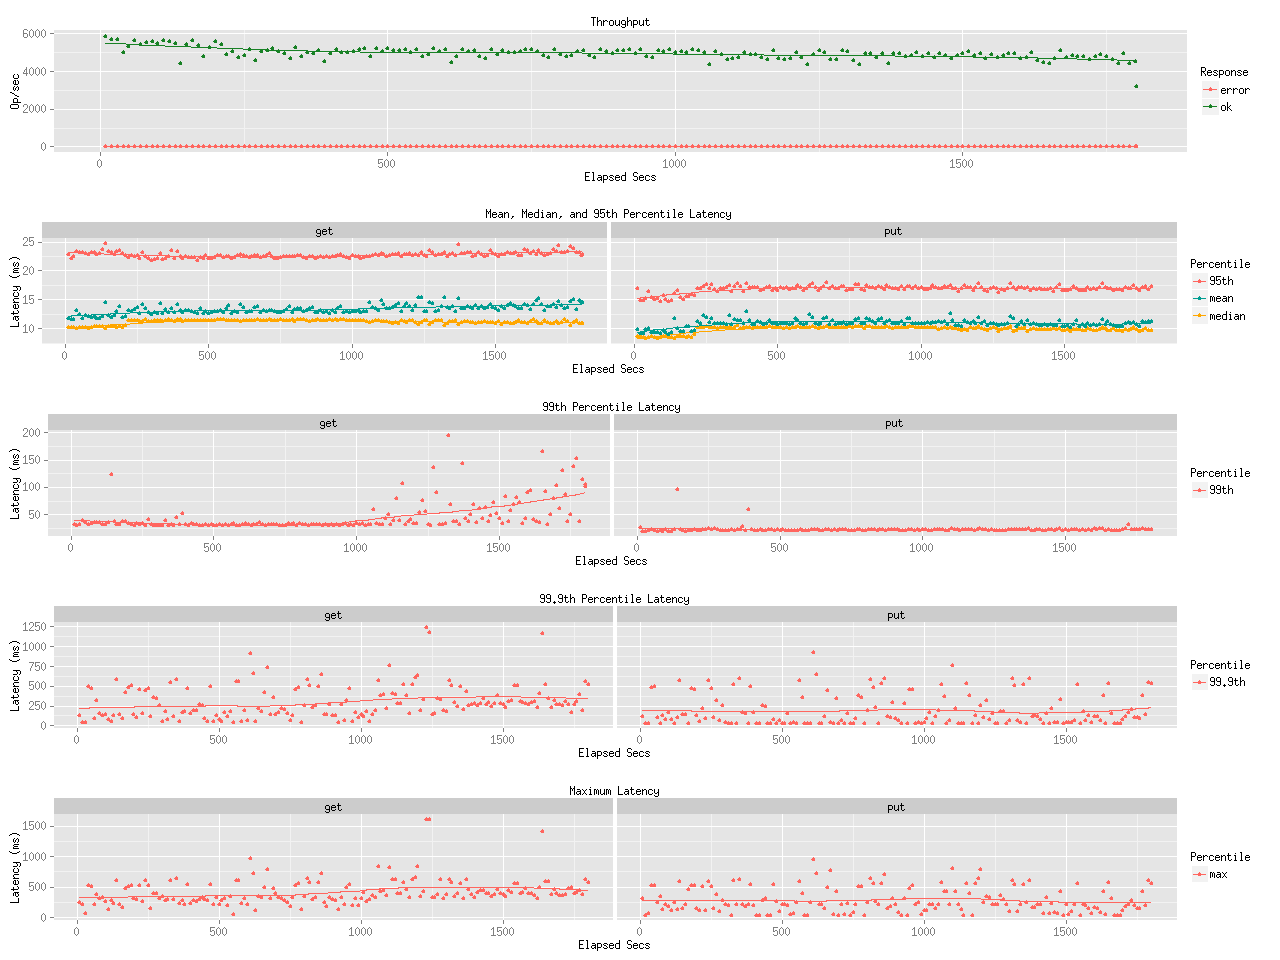 Throughput
6000
4000
2000
0
Op/sec
0 500 1000 1500
Elapsed Secs
Response
error
ok
Mean, Median, and 95th Percentile Latency
get put
25
20
15
10
Latency (ms)
0 500 1000 1500 0 500 1000 1500
Elapsed Secs
Percentile
95th
mean
median
99th Percentile Latency
get put
200
150
100
50
Latency (ms)
0 500 1000 1500 0 500 1000 1500
Elapsed Secs
Percentile
99th
99.9th Percentile Latency
get put
1250
1000
750
500
250
0
Latency (ms)
0 500 1000 1500 0 500 1000 1500
Elapsed Secs
Percentile
99.9th
Maximum Latency
get put
1500
1000
500
0
Latency (ms)
0 500 1000 1500 0 500 1000 1500
Elapsed Secs
Percentile
max